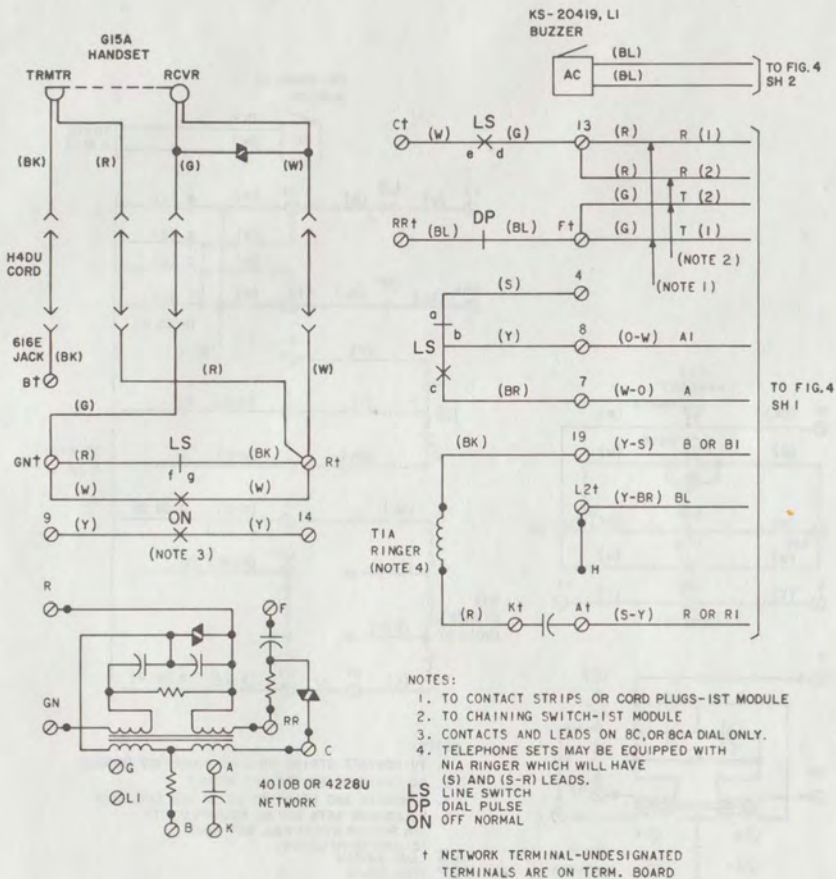 KS-20419, L1
BUZZER
G15A
HANDSET
TRMTR
RCVR
AC
(BL)
(BL)
TO FIG. 4
SH 2
(BK)
(R)
(G)
(W)
C†
(W)
LS
e
d
(G)
13
(R)
R (1)
(R)
R (2)
(G)
T (2)
RR†
(BL)
DP
(BL)
F†
(G)
T (1)
(NOTE 2)
(NOTE 1)
H4DU
CORD
616E
JACK
(BK)
B†
(R)
(W)
(G)
(S)
4
a
b
LS
(Y)
8
(O-W)
A1
c
(BR)
7
(W-O)
A
TO FIG. 4
SH 1
GN†
(R)
LS
f
g
(BK)
R†
(W)
(W)
ON
9
(Y)
(Y)
14
(NOTE 3)
(BK)
19
(Y-S)
B OR B1
L2†
(Y-BR)
BL
T1A
RINGER
(NOTE 4)
H
(R)
K†
A†
(S-Y)
R OR R1
R
F
GN
RR
C
G
A
L1
B
K
4010B OR 4228U
NETWORK
NOTES:
1. TO CONTACT STRIPS OR CORD PLUGS-1ST MODULE
2. TO CHAINING SWITCH-1ST MODULE
3. CONTACTS AND LEADS ON 8C, OR 8CA DIAL ONLY.
4. TELEPHONE SETS MAY BE EQUIPPED WITH
N1A RINGER WHICH WILL HAVE
(S) AND (S-R) LEADS.
LS LINE SWITCH
DP DIAL PULSE
ON OFF NORMAL
† NETWORK TERMINAL-UNDESIGNATED
TERMINALS ARE ON TERM. BOARD